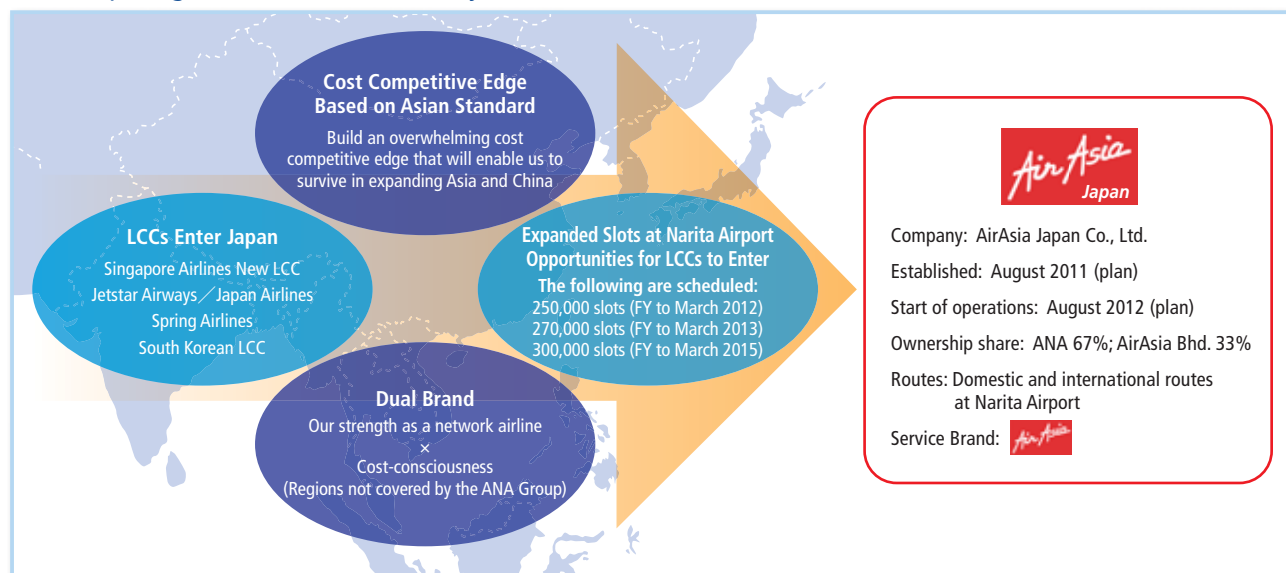 Cost Competitive Edge
Based on Asian Standard
Build an overwhelming cost
competitive edge that will enable us to
survive in expanding Asia and China
LCCs Enter Japan
Singapore Airlines New LCC
Jetstar Airways／Japan Airlines
Spring Airlines
South Korean LCC
Expanded Slots at Narita Airport
Opportunities for LCCs to Enter
The following are scheduled:
250,000 slots (FY to March 2012)
270,000 slots (FY to March 2013)
300,000 slots (FY to March 2015)
Dual Brand
Our strength as a network airline
×
Cost-consciousness
(Regions not covered by the ANA Group)
AirAsia
Japan
Company: AirAsia Japan Co., Ltd.
Established: August 2011 (plan)
Start of operations: August 2012 (plan)
Ownership share: ANA 67%; AirAsia Bhd. 33%
Routes: Domestic and international routes
at Narita Airport
Service Brand: AirAsia